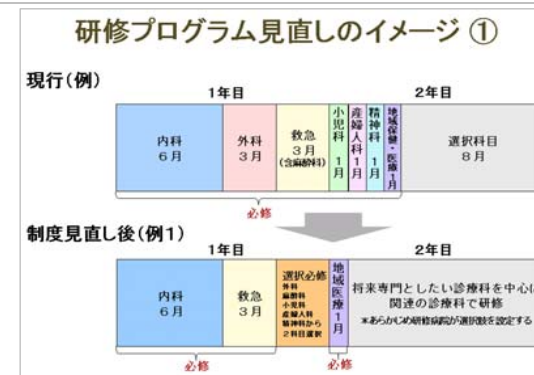 研修プログラム見直しのイメージ ①
現行(例)
1年目
2年目
内科
6月
外科
3月
救急
3月
(含麻酔科)
小児科 1月
産婦人科 1月
精神科 1月
地域保健・医療 1月
選択科目
8月
必修
制度見直し後(例1)
1年目
2年目
内科
6月
救急
3月
選択必修
外科
麻酔科
小児科
産婦人科
精神科から
2科目選択
地域医療 1月
将来専門としたい診療科を中心に
関連の診療科で研修
*あらかじめ研修病院が選択肢を設定する
必修
必修